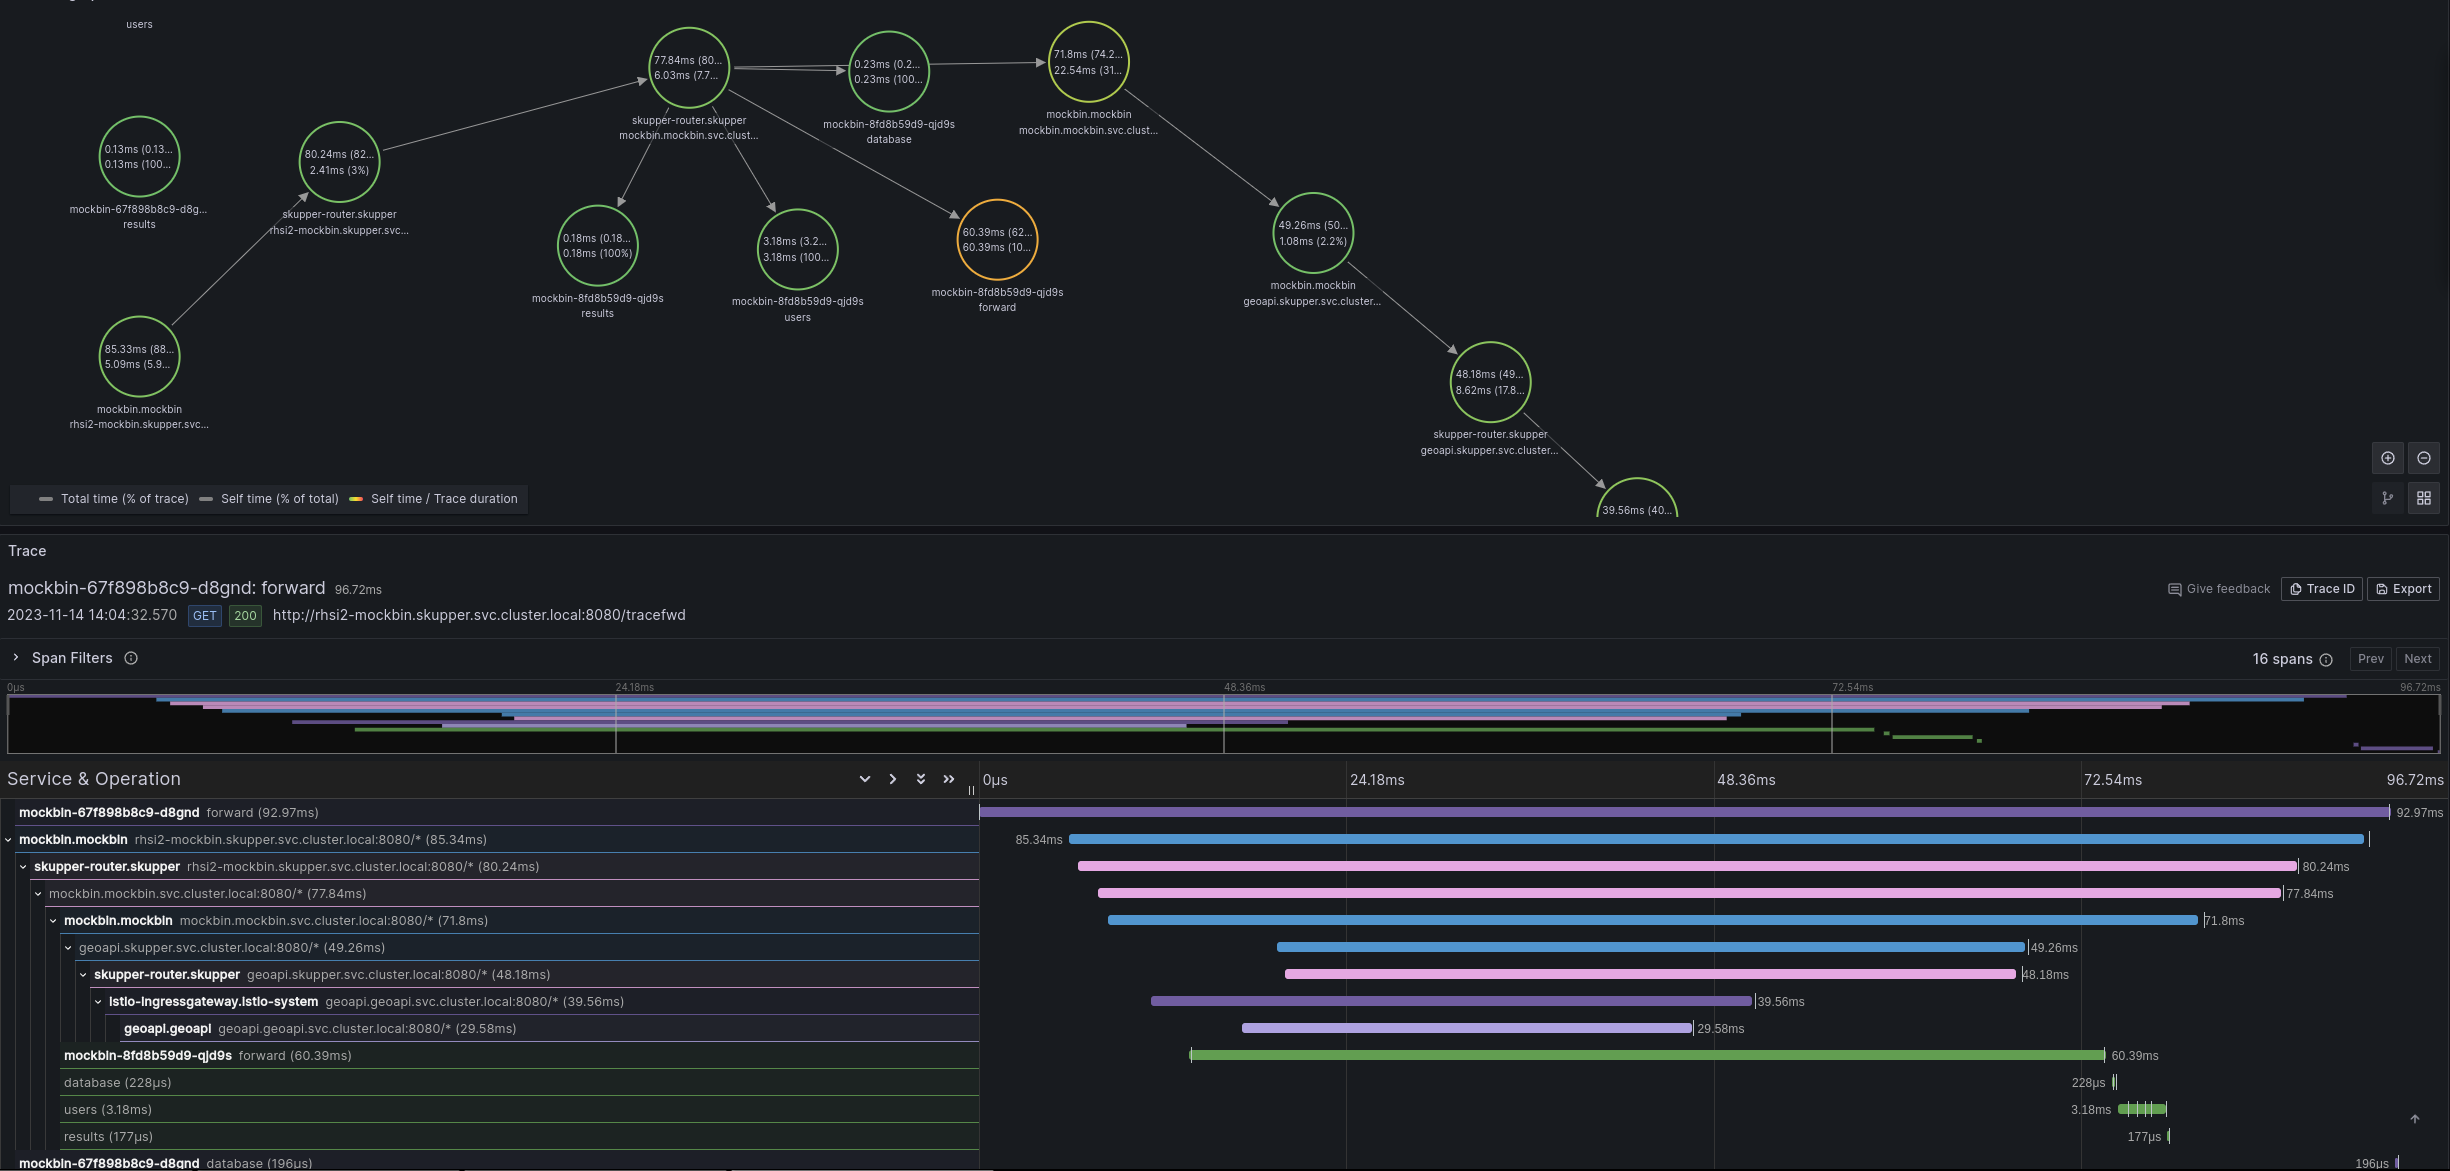 users
77.84ms (80...
6.03ms (7.7...
skupper-router.skupper
mockbin.mockbin.svc.clust...
0.23ms (0.2...
0.23ms (100...
mockbin-8fd8b59d9-qjd9s
database
71.8ms (74.2...
22.54ms (31...
mockbin.mockbin
mockbin.mockbin.svc.clust...
0.13ms (0.13...
0.13ms (100...
mockbin-67f898b8c9-d8g...
results
80.24ms (82...
2.41ms (3%)
skupper-router.skupper
rhsi2-mockbin.skupper.svc...
0.18ms (0.18...
0.18ms (100%)
mockbin-8fd8b59d9-qjd9s
results
3.18ms (3.2...
3.18ms (100...
mockbin-8fd8b59d9-qjd9s
users
60.39ms (62...
60.39ms (10...
mockbin-8fd8b59d9-qjd9s
forward
49.26ms (50...
1.08ms (2.2%)
mockbin.mockbin
geoapi.skupper.svc.cluster...
85.33ms (88...
5.09ms (5.9...
mockbin.mockbin
rhsi2-mockbin.skupper.svc...
48.18ms (49...
8.62ms (17.8...
skupper-router.skupper
geoapi.skupper.svc.cluster...
39.56ms (40...
Total time (% of trace) Self time (% of total) Self time / Trace duration
Trace
mockbin-67f898b8c9-d8gnd: forward 96.72ms
Give feedback Trace ID Export
2023-11-14 14:04:32.570 GET 200 http://rhsi2-mockbin.skupper.svc.cluster.local:8080/tracefwd
Span Filters 16 spans Prev Next
0μs 24.18ms 48.36ms 72.54ms 96.72ms
Service & Operation 0μs 24.18ms 48.36ms 72.54ms 96.72ms
mockbin-67f898b8c9-d8gnd forward (92.97ms) 92.97ms
mockbin.mockbin rhsi2-mockbin.skupper.svc.cluster.local:8080/* (85.34ms) 85.34ms
skupper-router.skupper rhsi2-mockbin.skupper.svc.cluster.local:8080/* (80.24ms) 80.24ms
mockbin.mockbin.svc.cluster.local:8080/* (77.84ms) 77.84ms
mockbin.mockbin mockbin.mockbin.svc.cluster.local:8080/* (71.8ms) 71.8ms
geoapi.skupper.svc.cluster.local:8080/* (49.26ms) 49.26ms
skupper-router.skupper geoapi.skupper.svc.cluster.local:8080/* (48.18ms) 48.18ms
istio-ingressgateway.istio-system geoapi.geoapi.svc.cluster.local:8080/* (39.56ms) 39.56ms
geoapi.geoapi geoapi.geoapi.svc.cluster.local:8080/* (29.58ms) 29.58ms
mockbin-8fd8b59d9-qjd9s forward (60.39ms) 60.39ms
database (228μs) 228μs
users (3.18ms) 3.18ms
results (177μs) 177μs
mockbin-67f898b8c9-d8gnd database (196μs) 196μs